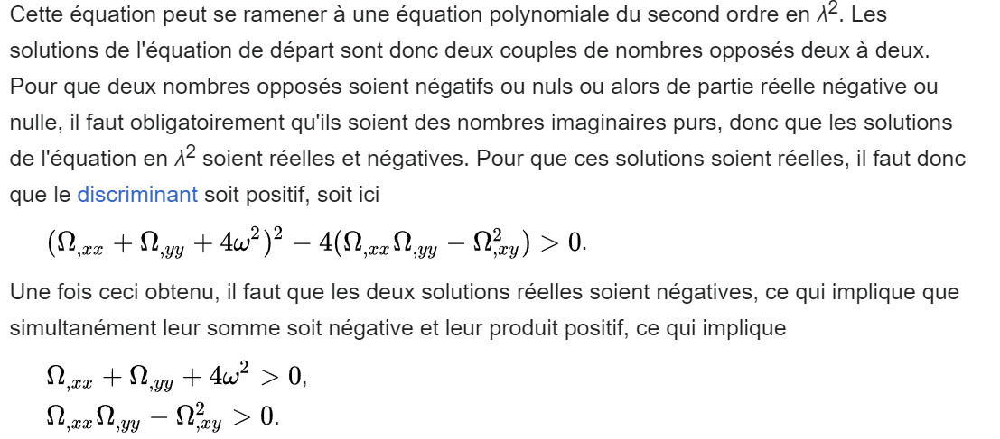 Cette équation peut se ramener à une équation polynomiale du second ordre en λ². Les
solutions de l'équation de départ sont donc deux couples de nombres opposés deux à deux.
Pour que deux nombres opposés soient négatifs ou nuls ou alors de partie réelle négative ou
nulle, il faut obligatoirement qu'ils soient des nombres imaginaires purs, donc que les solutions
de l'équation en λ² soient réelles et négatives. Pour que ces solutions soient réelles, il faut donc
que le discriminant soit positif, soit ici
$(\Omega_{,xx} + \Omega_{,yy} + 4\omega^2)^2 - 4(\Omega_{,xx}\Omega_{,yy} - \Omega_{,xy}^2) > 0.$
Une fois ceci obtenu, il faut que les deux solutions réelles soient négatives, ce qui implique que
simultanément leur somme soit négative et leur produit positif, ce qui implique
$\Omega_{,xx} + \Omega_{,yy} + 4\omega^2 > 0,$
$\Omega_{,xx}\Omega_{,yy} - \Omega_{,xy}^2 > 0.$